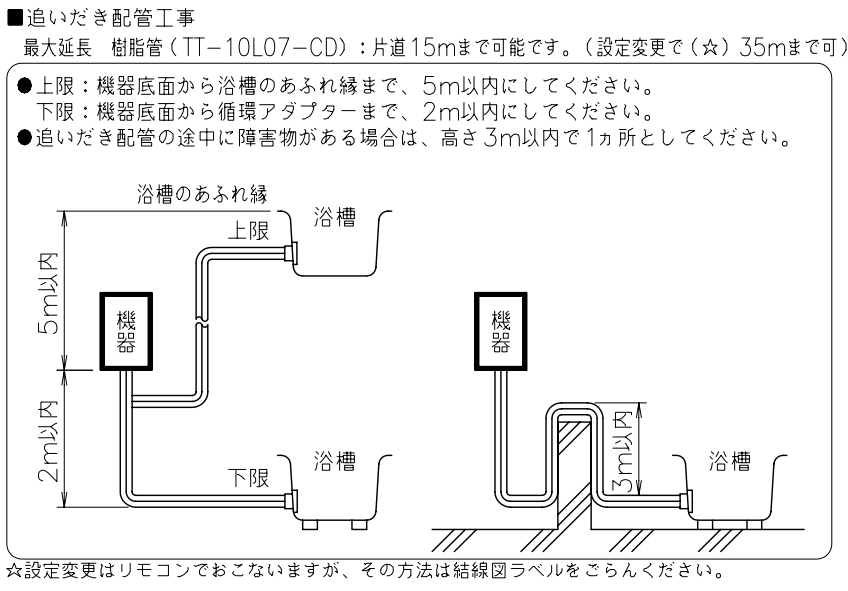 ■追いだき配管工事
最大延長 樹脂管(TT-10L07-CD):片道15mまで可能です。(設定変更で(☆)35mまで可)
●上限:機器底面から浴槽のあふれ縁まで、5m以内にしてください。
下限:機器底面から循環アダプターまで、2m以内にしてください。
●追いだき配管の途中に障害物がある場合は、高さ3m以内で1ヵ所としてください。
浴槽のあふれ縁
浴槽
上限
5m以内
機器
機器
2m以内
3m以内
下限
浴槽
浴槽
☆設定変更はリモコンでおこないますが、その方法は結線図ラベルをごらんください。